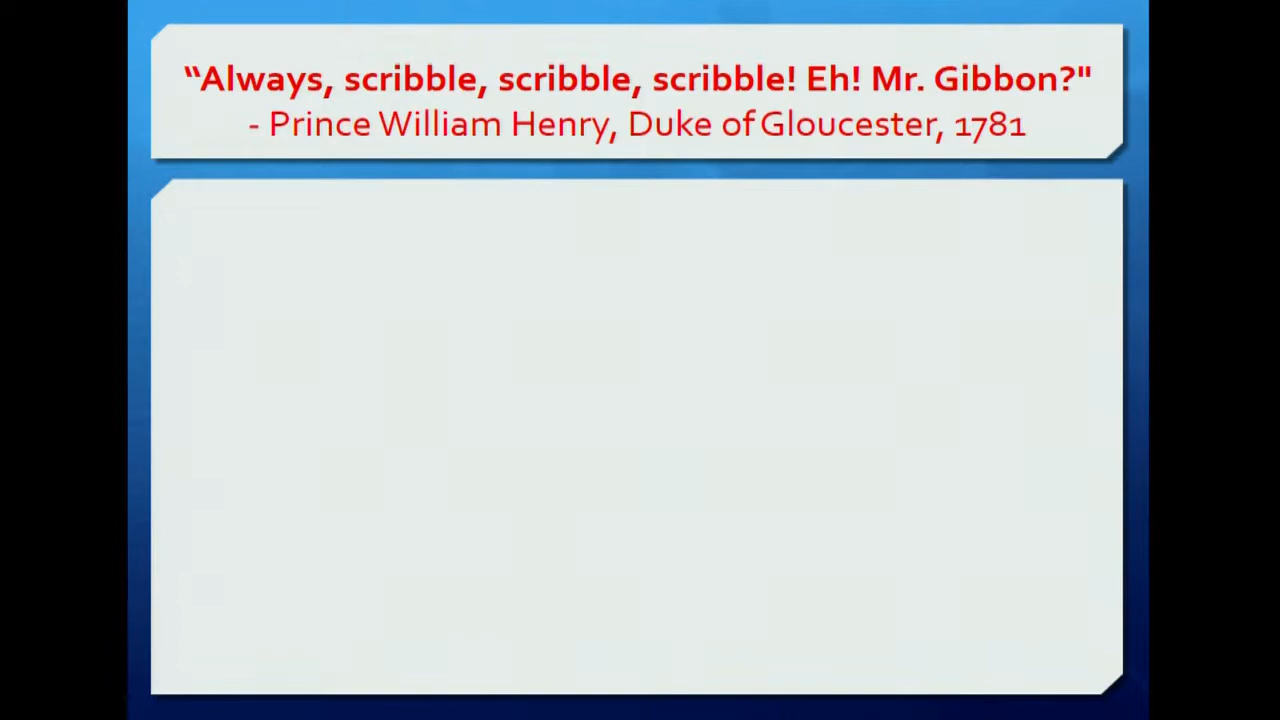 “Always, scribble, scribble, scribble! Eh! Mr. Gibbon?"
- Prince William Henry, Duke of Gloucester, 1781